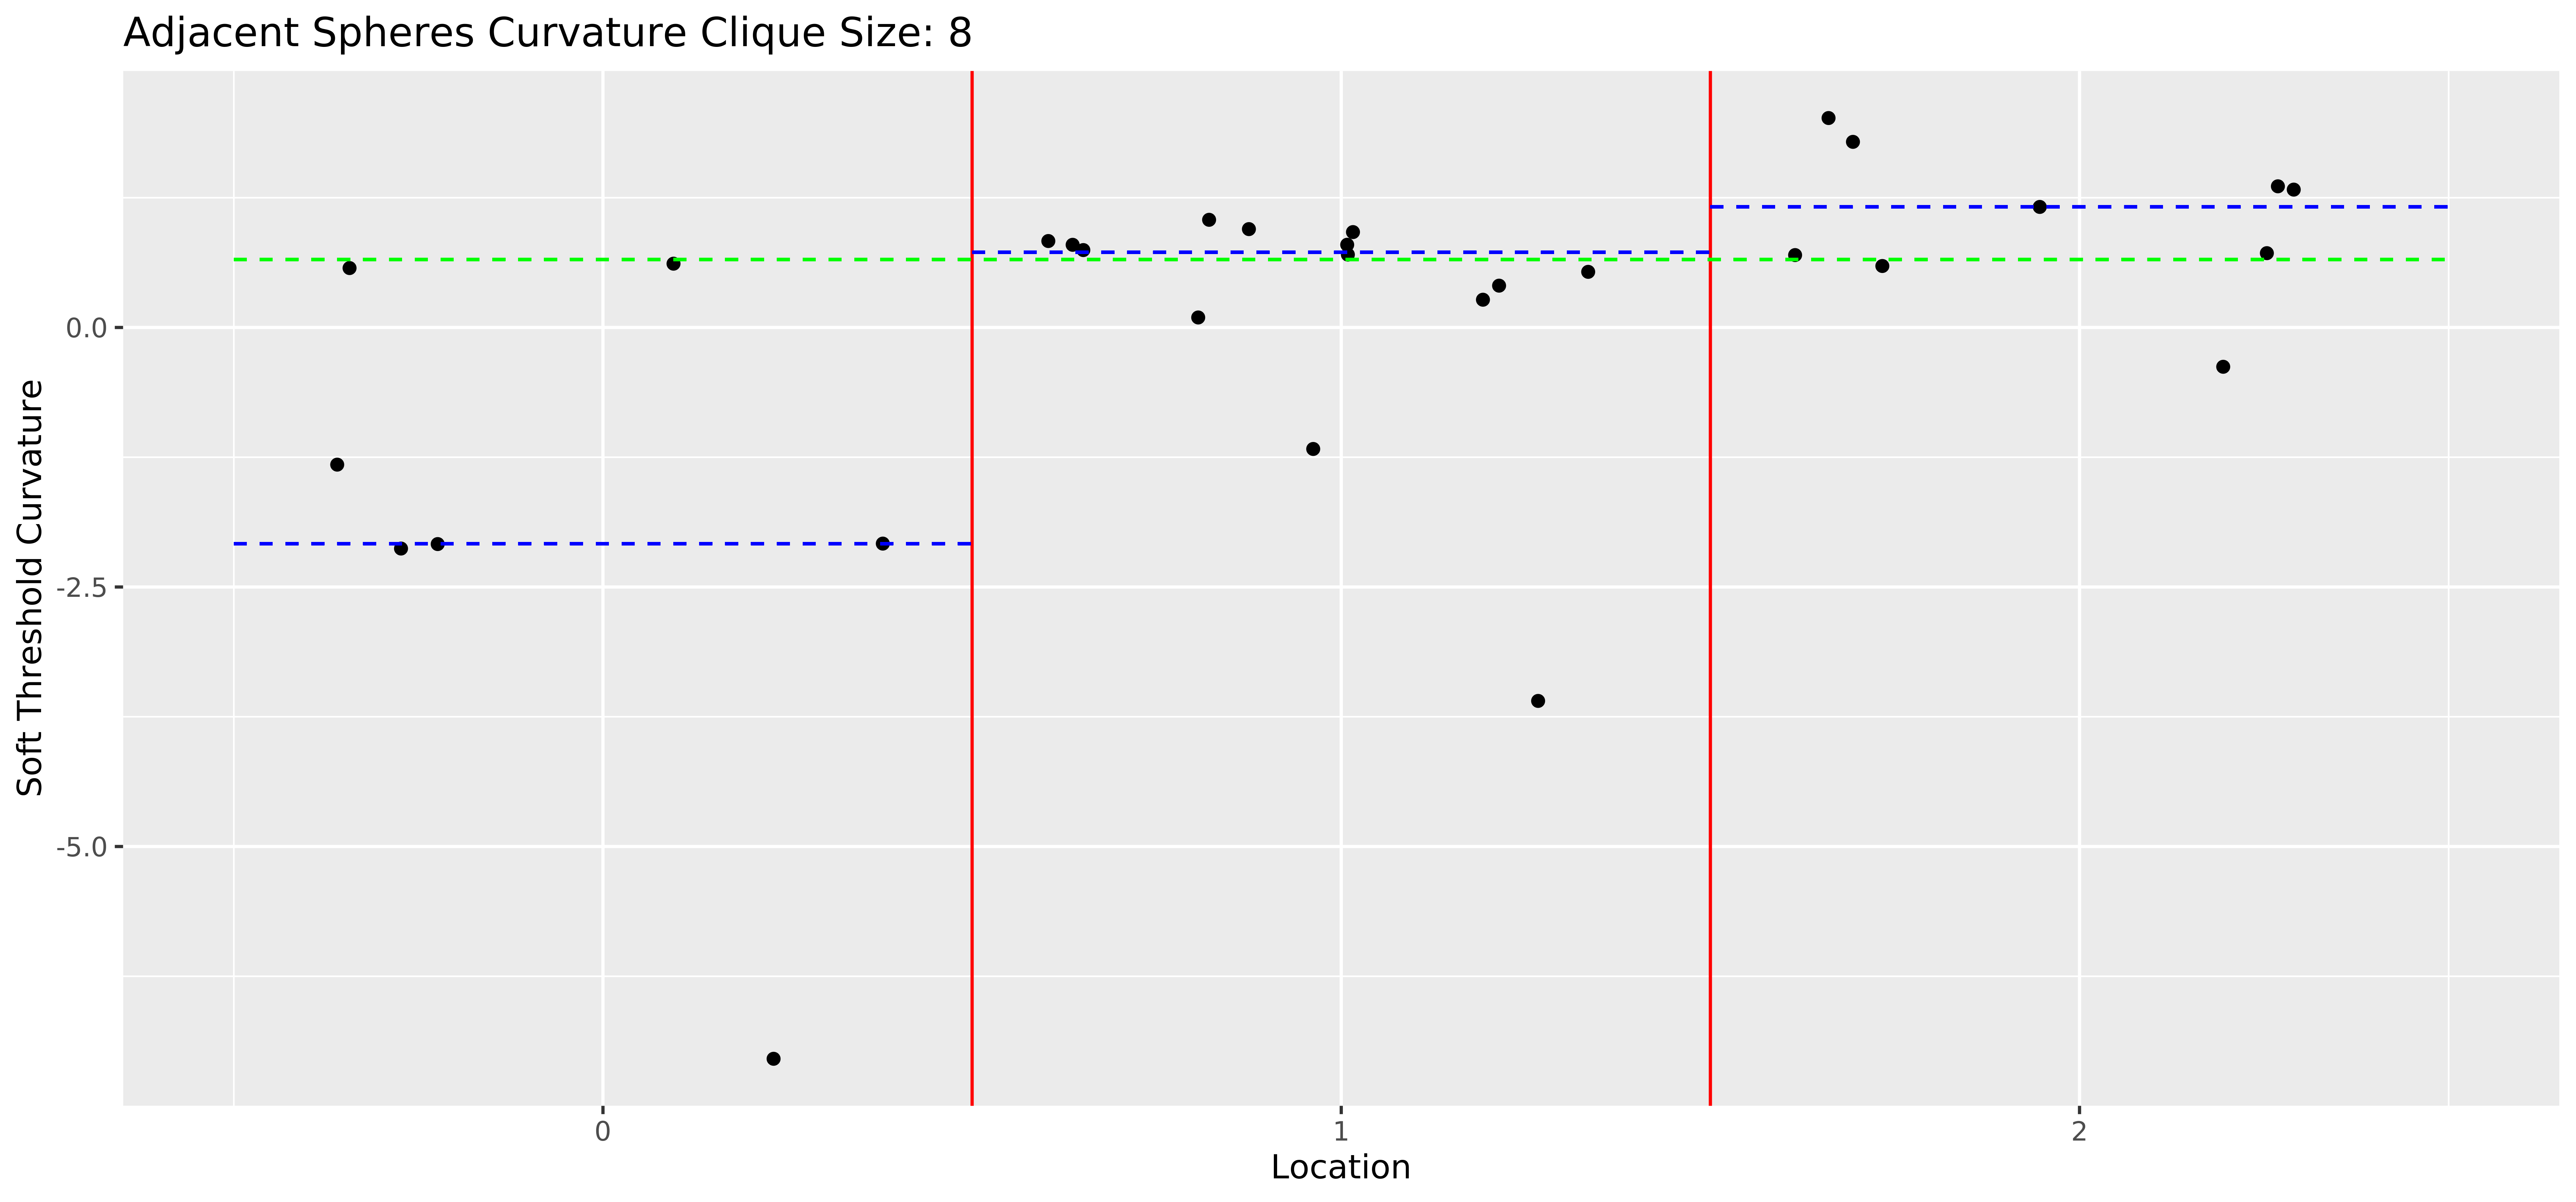 Adjacent Spheres Curvature Clique Size: 8
Soft Threshold Curvature
0.0
-2.5
-5.0
0 1 2
Location